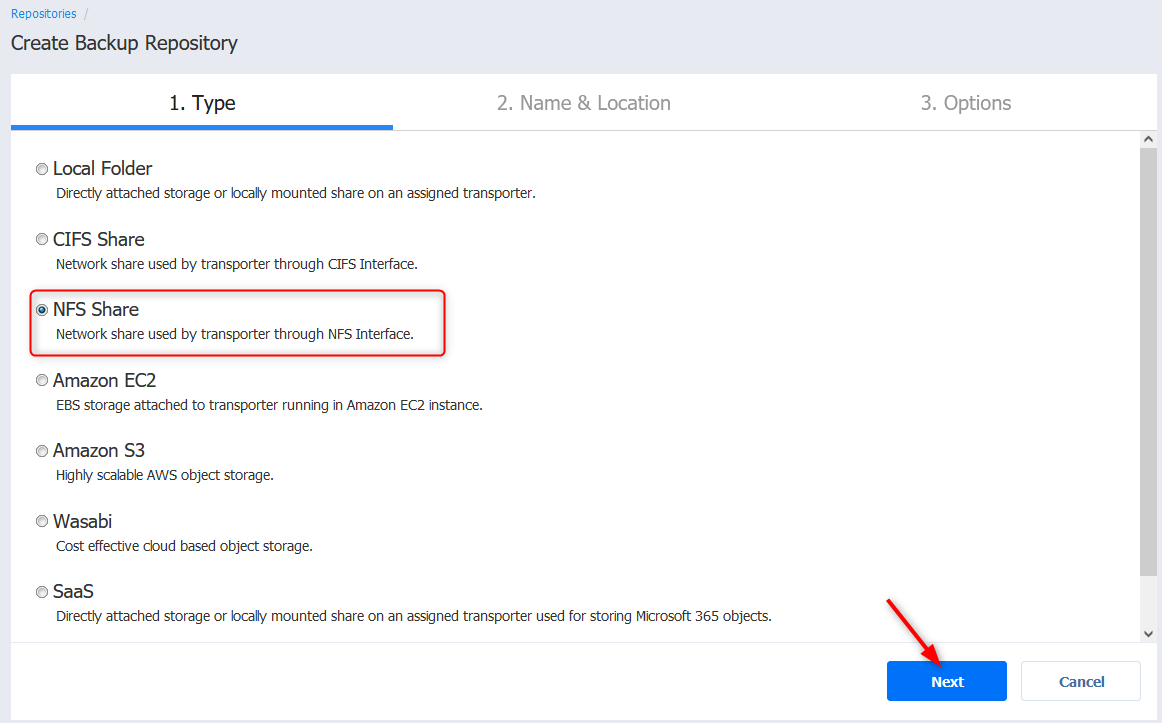 Repositories /
Create Backup Repository
1. Type
2. Name & Location
3. Options
Local Folder
Directly attached storage or locally mounted share on an assigned transporter.
CIFS Share
Network share used by transporter through CIFS Interface.
NFS Share
Network share used by transporter through NFS Interface.
Amazon EC2
EBS storage attached to transporter running in Amazon EC2 instance.
Amazon S3
Highly scalable AWS object storage.
Wasabi
Cost effective cloud based object storage.
SaaS
Directly attached storage or locally mounted share on an assigned transporter used for storing Microsoft 365 objects.
Next
Cancel